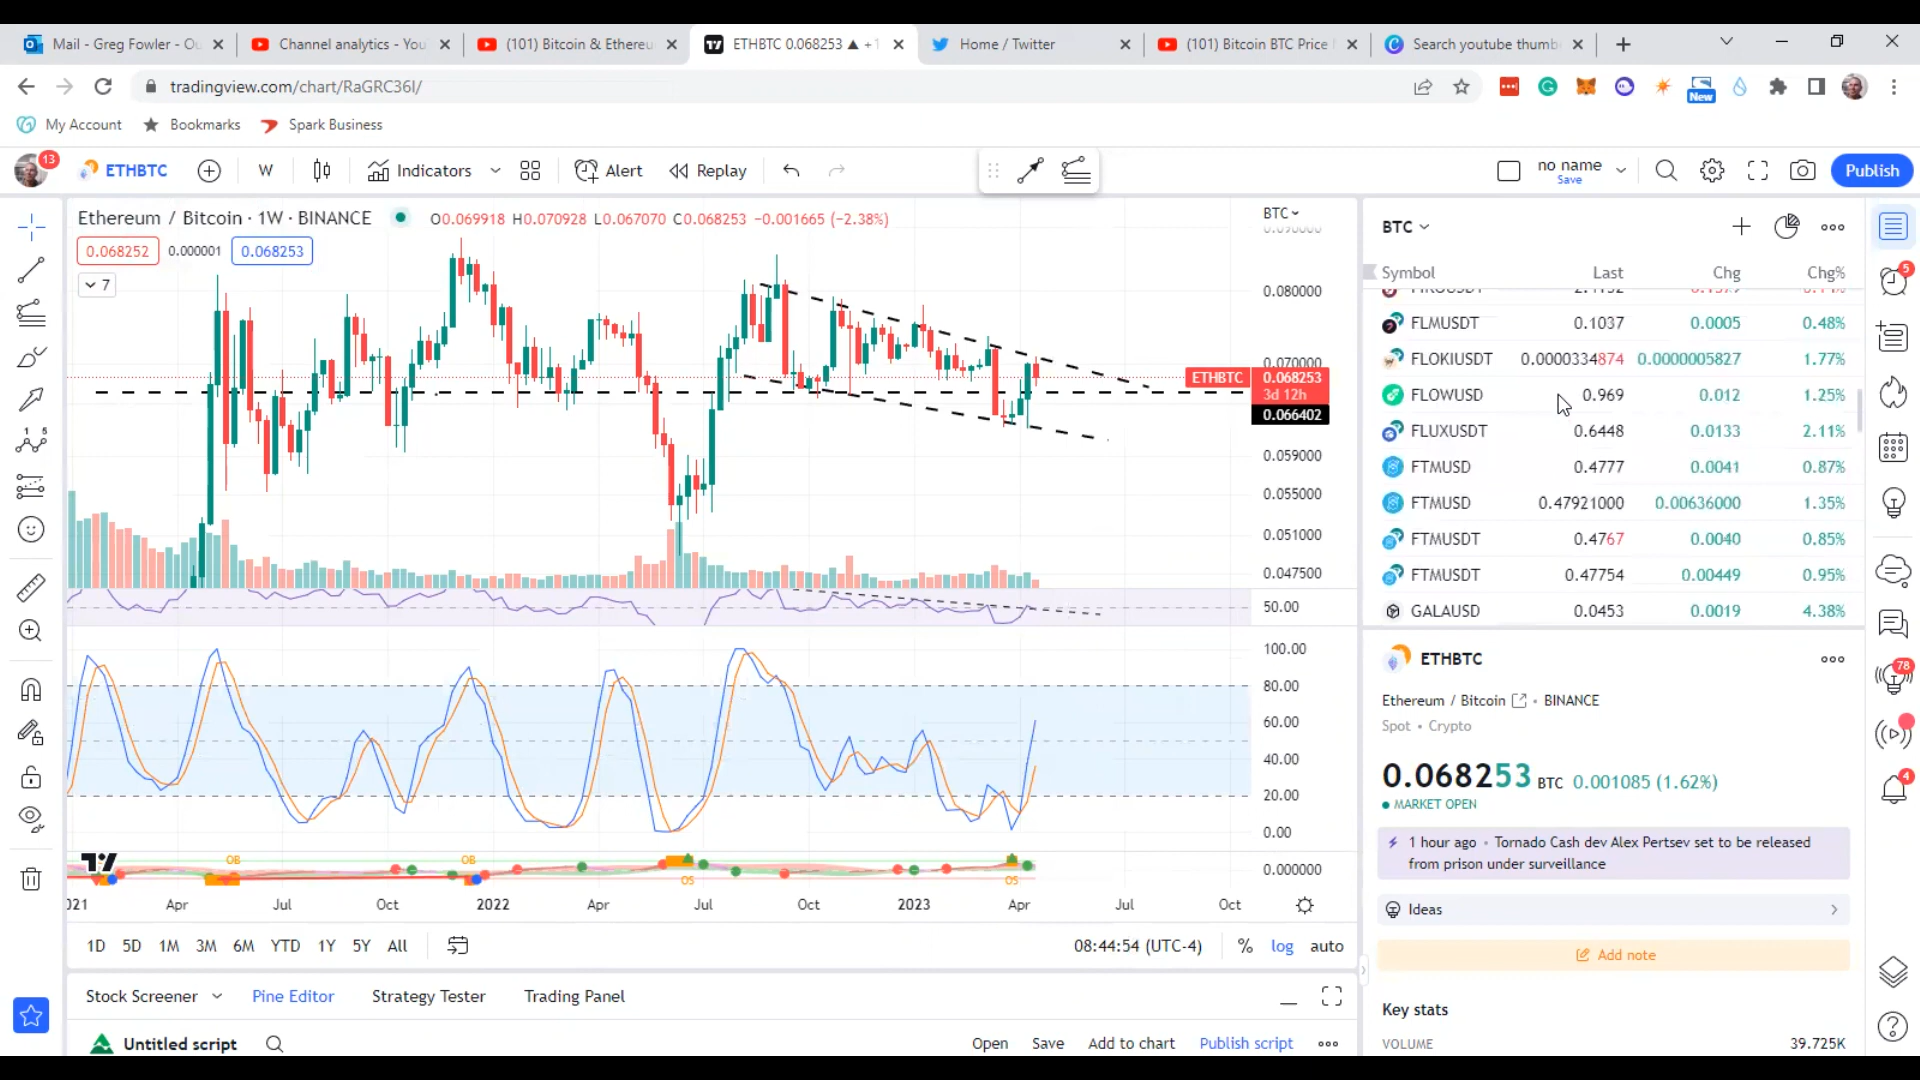 Mail - Greg Fowler - Ou
Channel analytics - You
(101) Bitcoin & Ethereu
ETHBTC 0.068253 ▲ +1
Home / Twitter
(101) Bitcoin BTC Price
Search youtube thumb
tradingview.com/chart/RaGRC36I/
New
My Account
Bookmarks
Spark Business
13
ETHBTC
W
Indicators
Alert
Replay
no name
Save
Publish
Ethereum / Bitcoin · 1W · BINANCE
O0.069918 H0.070928 L0.067070 C0.068253 −0.001665 (−2.38%)
BTC
0.068252
0.000001
0.068253
7
0.080000
0.070000
ETHBTC
0.068253
3d 12h
0.066402
0.059000
0.055000
0.051000
0.047500
50.00
100.00
80.00
60.00
40.00
20.00
0.00
0.000000
OB
OB
OS
OS
021
Apr
Jul
Oct
2022
Apr
Jul
Oct
2023
Apr
Jul
Oct
1D
5D
1M
3M
6M
YTD
1Y
5Y
All
08:44:54 (UTC-4)
%
log
auto
Stock Screener
Pine Editor
Strategy Tester
Trading Panel
Untitled script
Open
Save
Add to chart
Publish script
BTC
Symbol Last Chg Chg%
FLMUSDT 0.1037 0.0005 0.48%
FLOKIUSDT 0.0000334874 0.0000005827 1.77%
FLOWUSD 0.969 0.012 1.25%
FLUXUSDT 0.6448 0.0133 2.11%
FTMUSD 0.4777 0.0041 0.87%
FTMUSD 0.47921000 0.00636000 1.35%
FTMUSDT 0.4767 0.0040 0.85%
FTMUSDT 0.47754 0.00449 0.95%
GALAUSD 0.0453 0.0019 4.38%
ETHBTC
Ethereum / Bitcoin • BINANCE
Spot • Crypto
0.068253 BTC 0.001085 (1.62%)
MARKET OPEN
1 hour ago • Tornado Cash dev Alex Pertsev set to be released
from prison under surveillance
Ideas
Add note
Key stats
VOLUME 39.725K
5
78
4